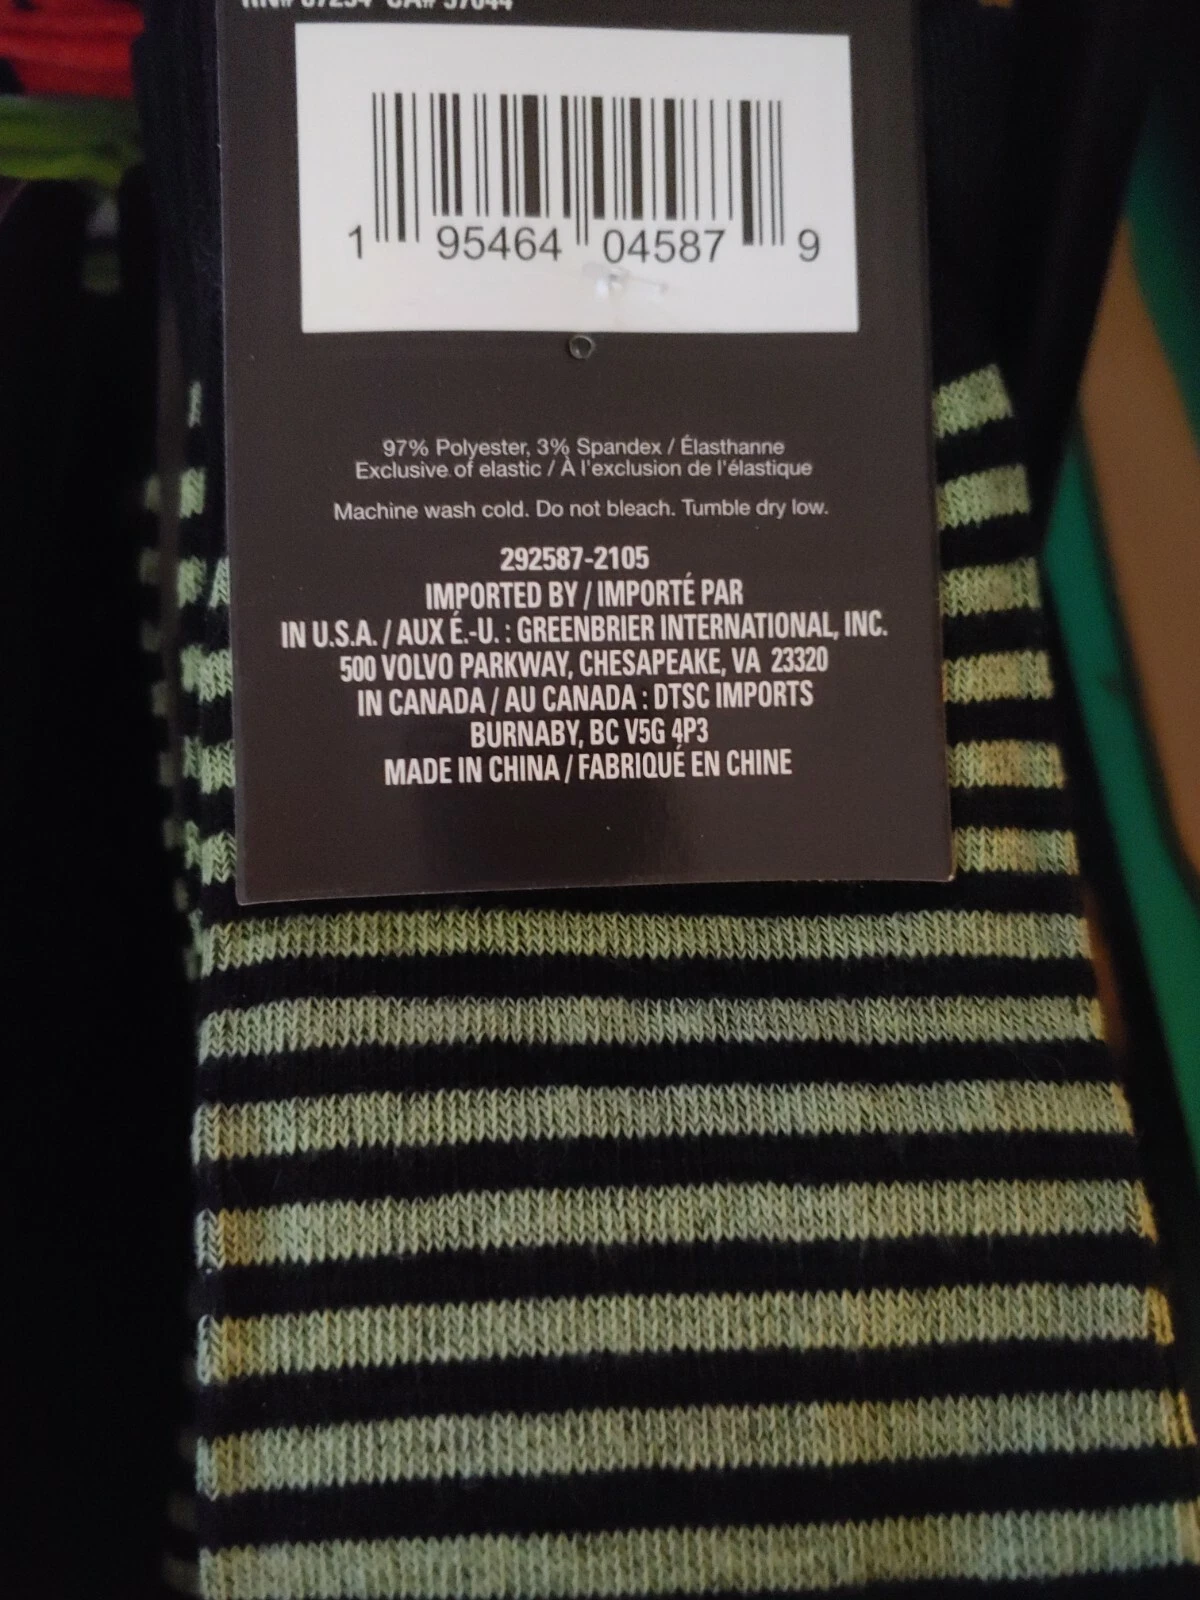 1 95464 04587 9
97% Polyester, 3% Spandex / Élasthanne
Exclusive of elastic / À l'exclusion de l'élastique
Machine wash cold. Do not bleach. Tumble dry low.
292587-2105
IMPORTED BY / IMPORTÉ PAR
IN U.S.A. / AUX É.-U. : GREENBRIER INTERNATIONAL, INC.
500 VOLVO PARKWAY, CHESAPEAKE, VA 23320
IN CANADA / AU CANADA : DTSC IMPORTS
BURNABY, BC V5G 4P3
MADE IN CHINA / FABRIQUÉ EN CHINE